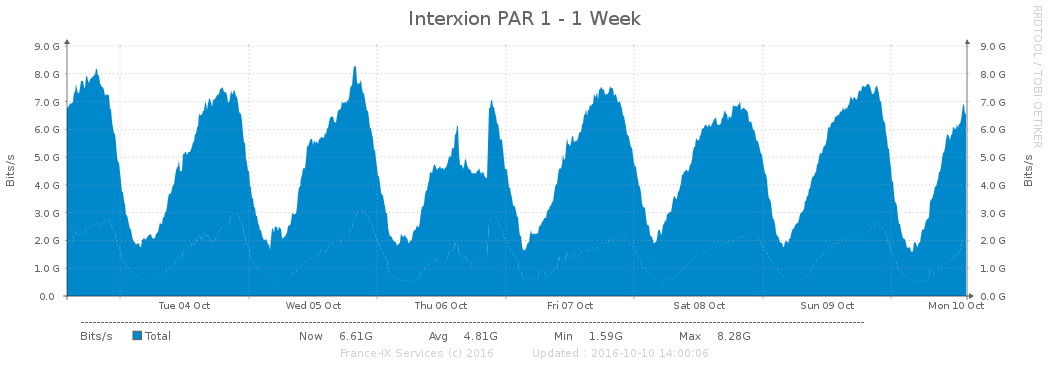 Interxion PAR 1 - 1 Week
RRDTOOL / TOBI OETIKER
9.0 G 9.0 G
8.0 G 8.0 G
7.0 G 7.0 G
6.0 G 6.0 G
5.0 G 5.0 G
4.0 G 4.0 G
3.0 G 3.0 G
2.0 G 2.0 G
1.0 G 1.0 G
0.0 0.0 G
Bits/s
Bits/s
Tue 04 Oct Wed 05 Oct Thu 06 Oct Fri 07 Oct Sat 08 Oct Sun 09 Oct Mon 10 Oct
Bits/s Total Now 6.61G Avg 4.81G Min 1.59G Max 8.28G
France-IX Services (c) 2016 Updated : 2016-10-10 14:00:06